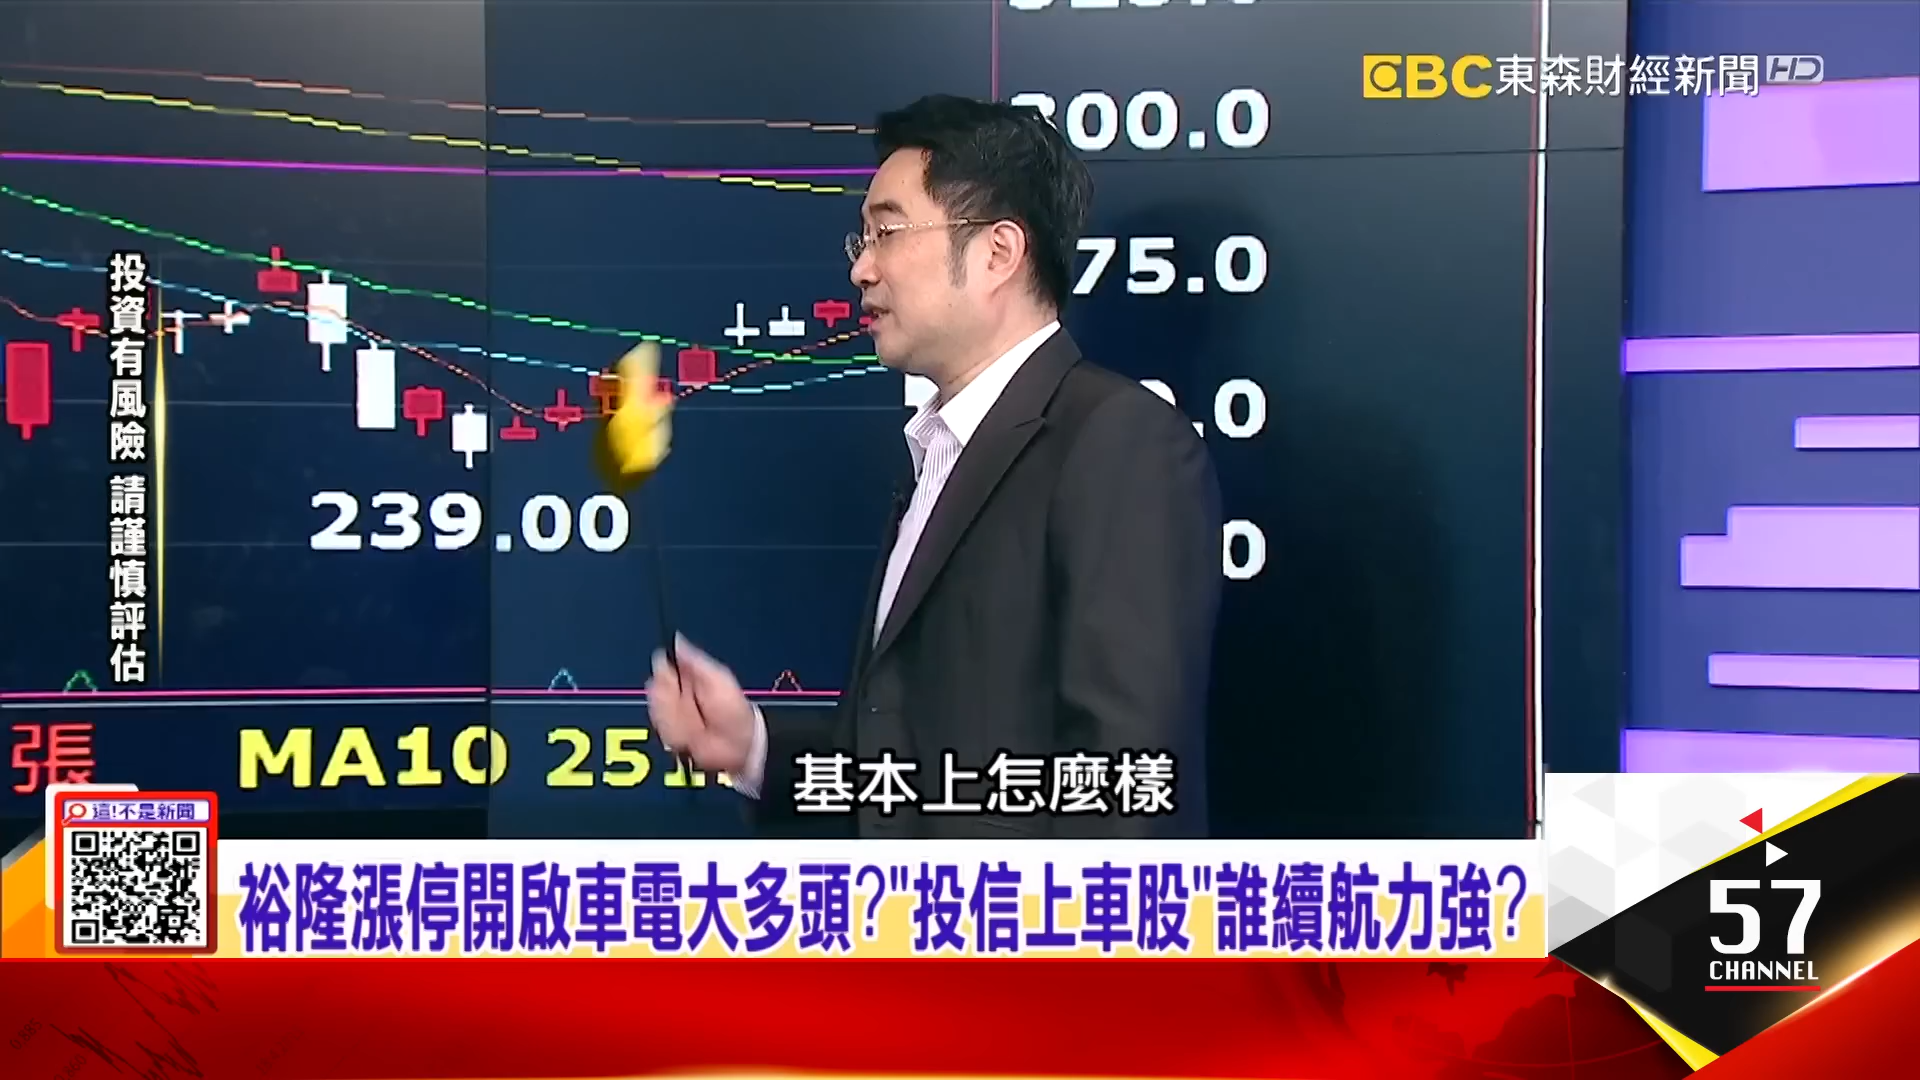 EBC東森財經新聞HD
300.0
75.0
239.00
投資有風險 請謹慎評估
張
MA10 251
基本上怎麼樣
這!不是新聞
裕隆漲停開啟車電大多頭?"投信上車股"誰續航力強?
57
CHANNEL